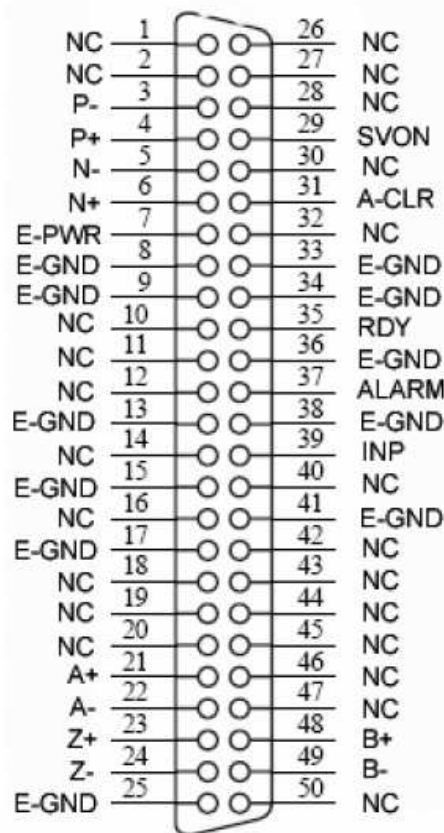 NC 1 26 NC
NC 2 27 NC
P- 3 28 NC
P+ 4 29 SVON
N- 5 30 NC
N+ 6 31 A-CLR
E-PWR 7 32 NC
E-GND 8 33 E-GND
E-GND 9 34 E-GND
NC 10 35 RDY
NC 11 36 E-GND
NC 12 37 ALARM
E-GND 13 38 E-GND
NC 14 39 INP
E-GND 15 40 NC
NC 16 41 E-GND
E-GND 17 42 NC
NC 18 43 NC
NC 19 44 NC
NC 20 45 NC
A+ 21 46 NC
A- 22 47 NC
Z+ 23 48 B+
Z- 24 49 B-
E-GND 25 50 NC